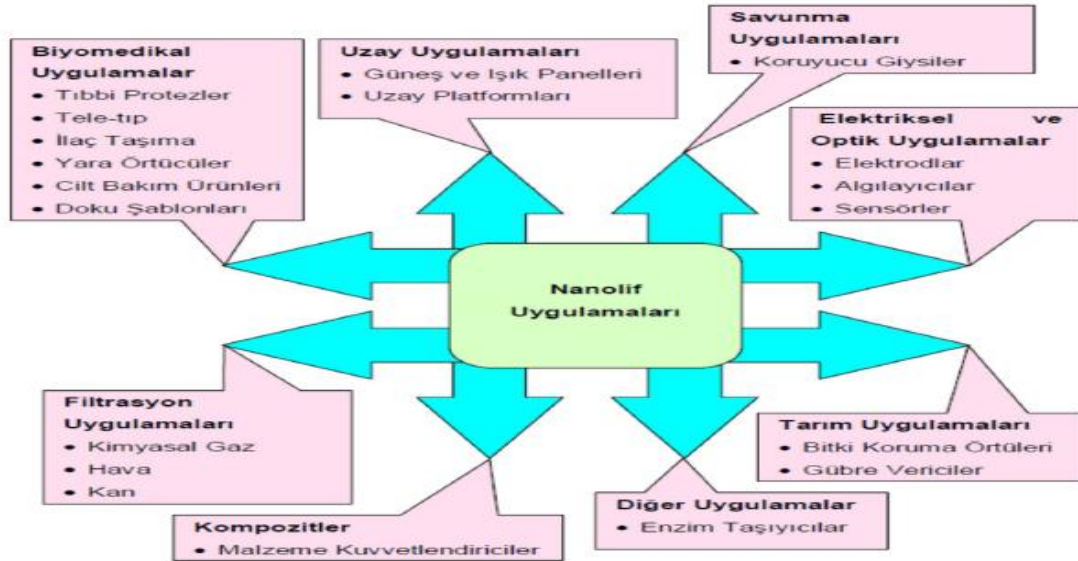 Biyomedikal
Uygulamalar
• Tıbbi Protezler
• Tele-tıp
• İlaç Taşıma
• Yara Örtücüler
• Cilt Bakım Ürünleri
• Doku Şablonları
Uzay Uygulamaları
• Güneş ve Işık Panelleri
• Uzay Platformları
Savunma
Uygulamaları
• Koruyucu Giysiler
Elektriksel ve
Optik Uygulamalar
• Elektrodlar
• Algılayıcılar
• Sensörler
Nanolif
Uygulamaları
Filtrasyon
Uygulamaları
• Kimyasal Gaz
• Hava
• Kan
Kompozitler
• Malzeme Kuvvetlendiriciler
Diğer Uygulamalar
• Enzim Taşıyıcılar
Tarım Uygulamaları
• Bitki Koruma Örtüleri
• Gübre Vericiler